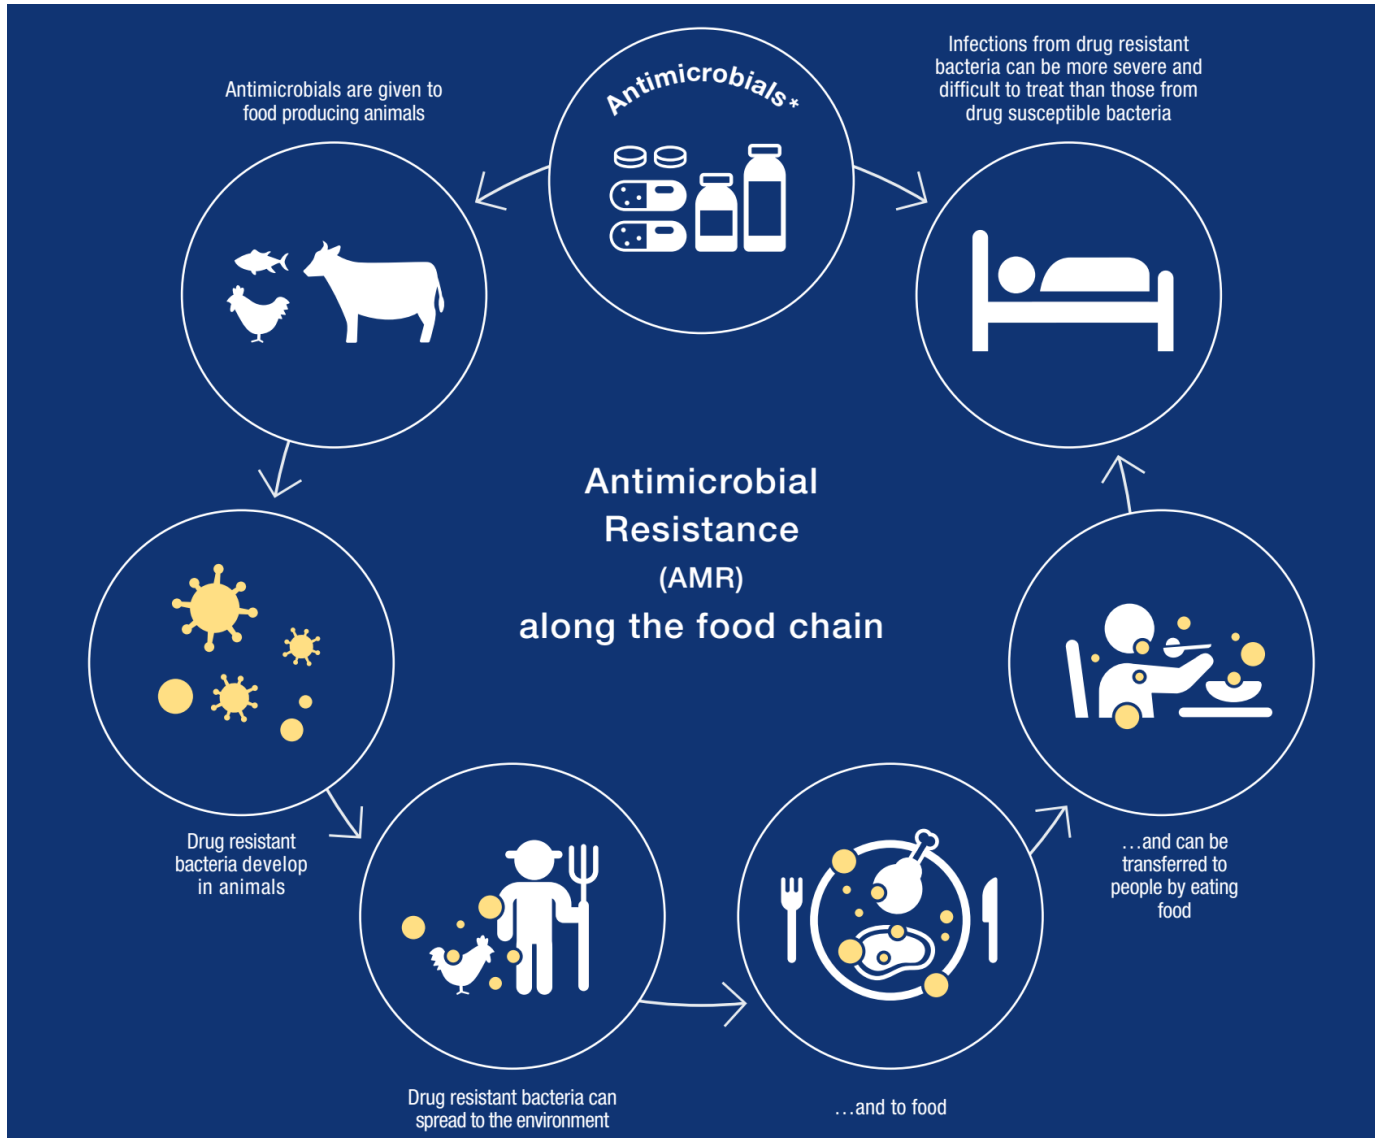 Antimicrobials*
Antimicrobials are given to
food producing animals
Infections from drug resistant
bacteria can be more severe and
difficult to treat than those from
drug susceptible bacteria
Antimicrobial
Resistance
(AMR)
along the food chain
Drug resistant
bacteria develop
in animals
Drug resistant bacteria can
spread to the environment
...and to food
...and can be
transferred to
people by eating
food